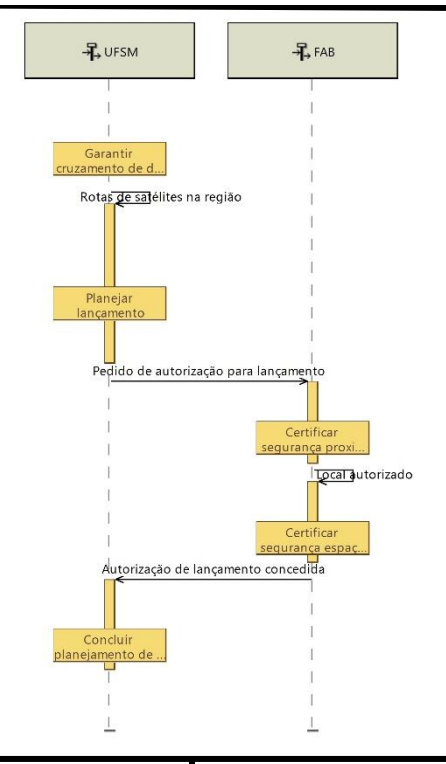 UFSM
FAB
Garantir
cruzamento de d...
Rotas de satélites na região
Planejar
lançamento
Pedido de autorização para lançamento
Certificar
segurança proxi...
Local autorizado
Certificar
segurança espaç...
Autorização de lançamento concedida
Concluir
planejamento de ...